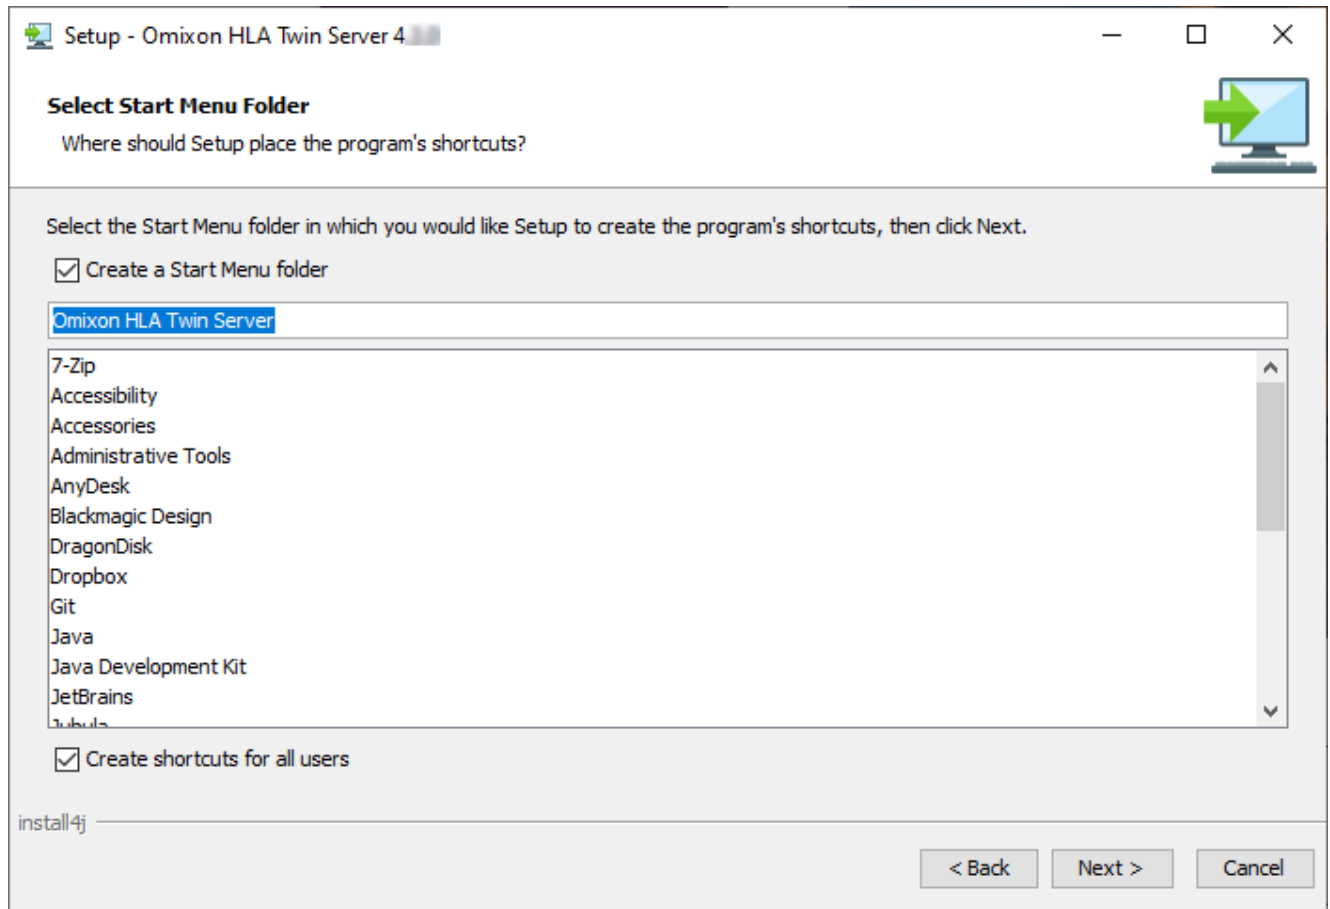 Setup - Omixon HLA Twin Server 4
Select Start Menu Folder
Where should Setup place the program's shortcuts?
Select the Start Menu folder in which you would like Setup to create the program's shortcuts, then click Next.
Create a Start Menu folder
Omixon HLA Twin Server
7-Zip
Accessibility
Accessories
Administrative Tools
AnyDesk
Blackmagic Design
DragonDisk
Dropbox
Git
Java
Java Development Kit
JetBrains
Create shortcuts for all users
install4j
< Back
Next >
Cancel